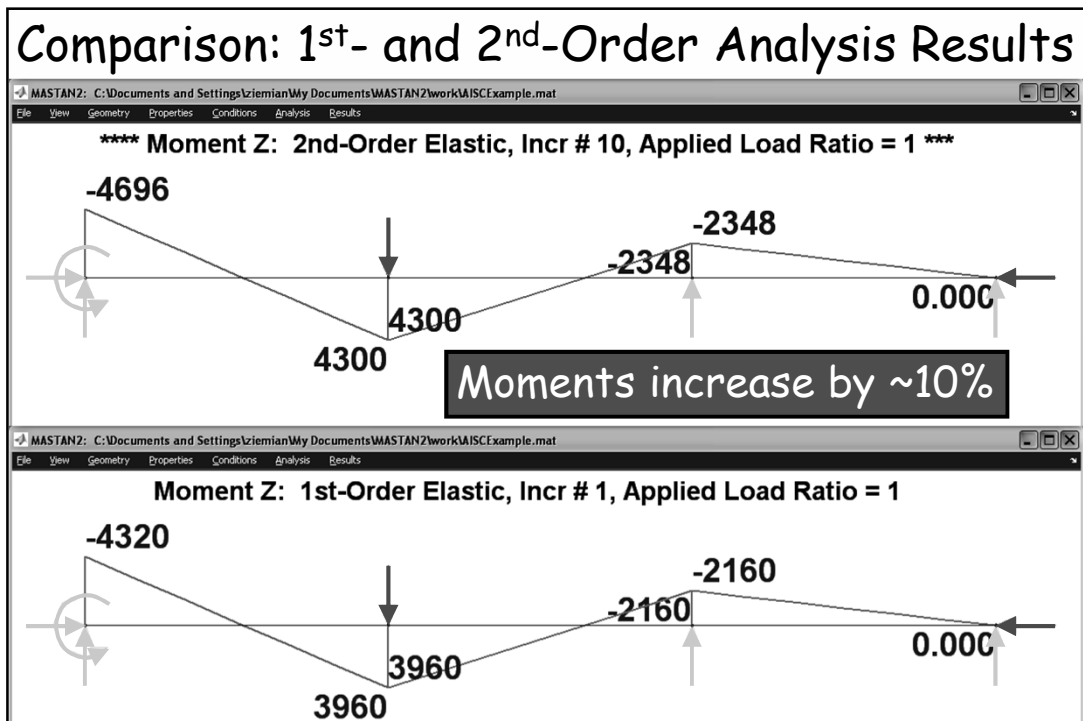 Comparison: 1st- and 2nd-Order Analysis Results
MASTAN2: C:\Documents and Settings\ziemian\My Documents\MASTAN2\work\AISCExample.mat
File View Geometry Properties Conditions Analysis Results
**** Moment Z: 2nd-Order Elastic, Incr # 10, Applied Load Ratio = 1 ***
-4696
-2348
-2348
0.000
4300
4300
Moments increase by ~10%
MASTAN2: C:\Documents and Settings\ziemian\My Documents\MASTAN2\work\AISCExample.mat
File View Geometry Properties Conditions Analysis Results
Moment Z: 1st-Order Elastic, Incr # 1, Applied Load Ratio = 1
-4320
-2160
-2160
0.000
3960
3960